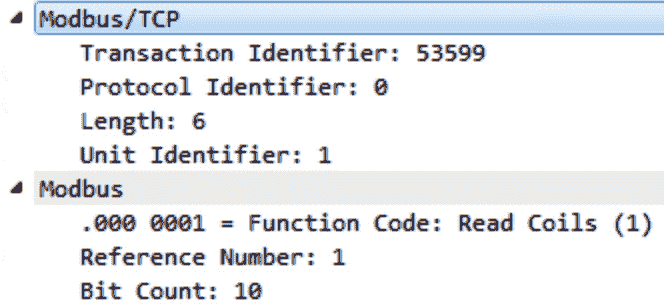 Modbus/TCP
Transaction Identifier: 53599
Protocol Identifier: 0
Length: 6
Unit Identifier: 1
Modbus
.000 0001 = Function Code: Read Coils (1)
Reference Number: 1
Bit Count: 10